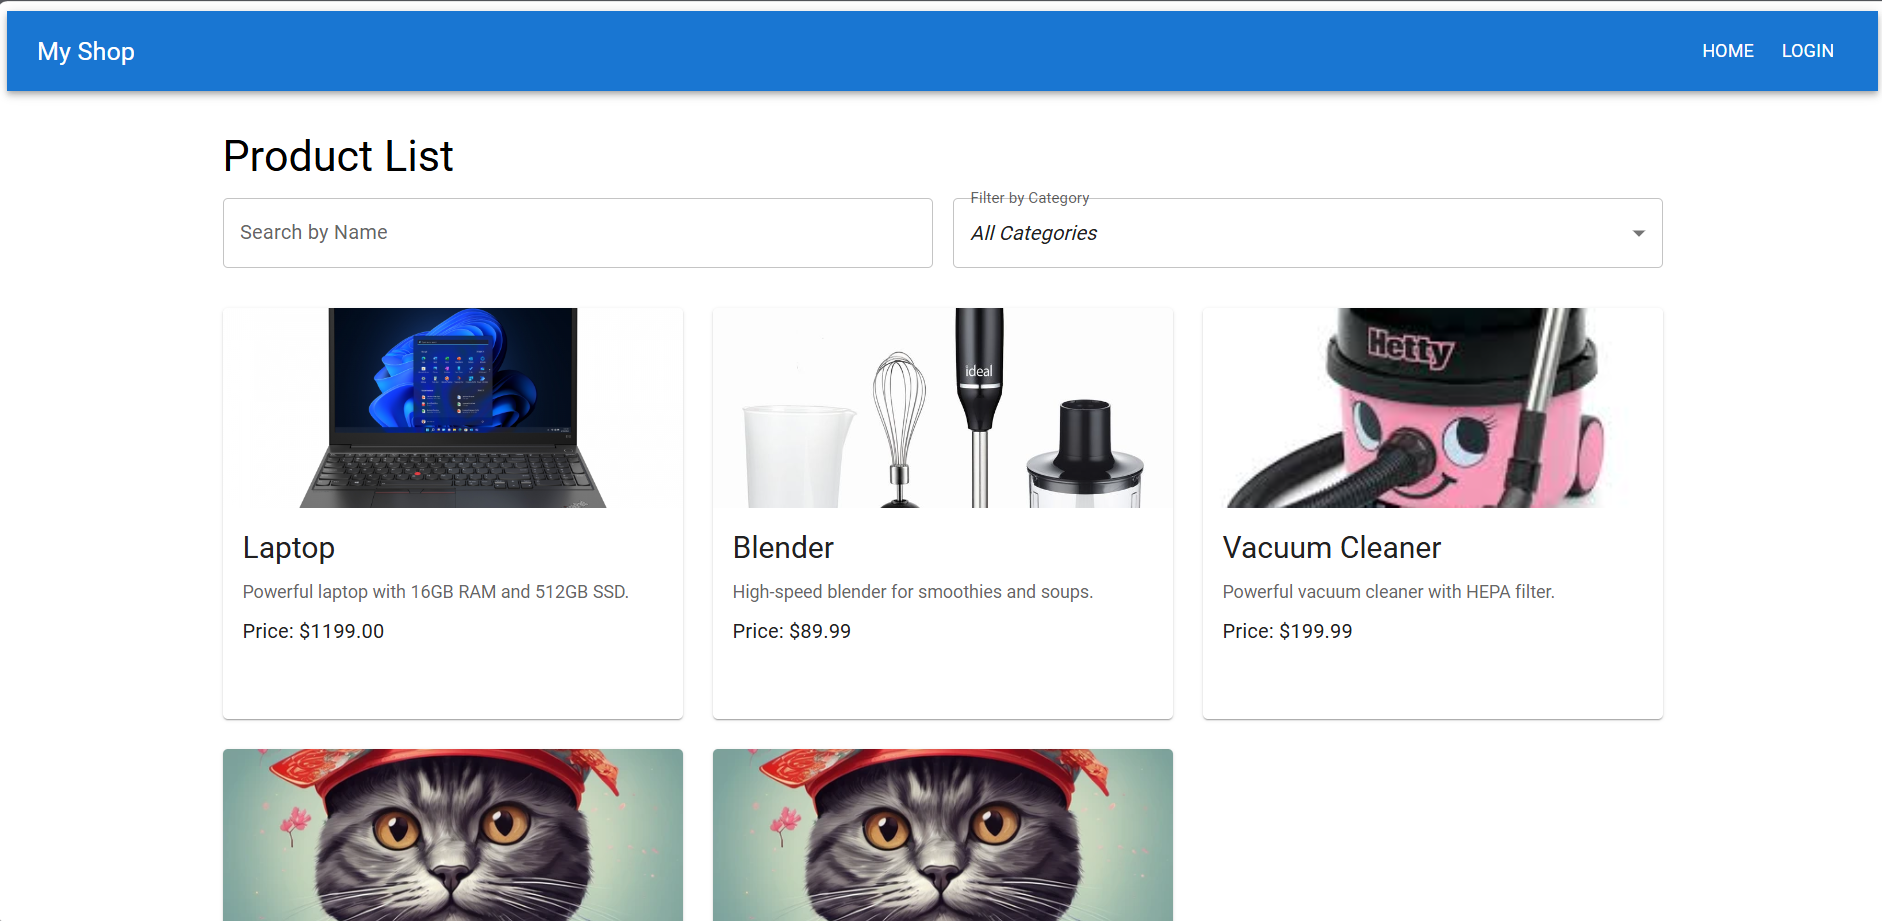 My Shop
HOME LOGIN
Product List
Search by Name
Filter by Category
All Categories
ideal
Hetty
Laptop
Powerful laptop with 16GB RAM and 512GB SSD.
Price: $1199.00
Blender
High-speed blender for smoothies and soups.
Price: $89.99
Vacuum Cleaner
Powerful vacuum cleaner with HEPA filter.
Price: $199.99